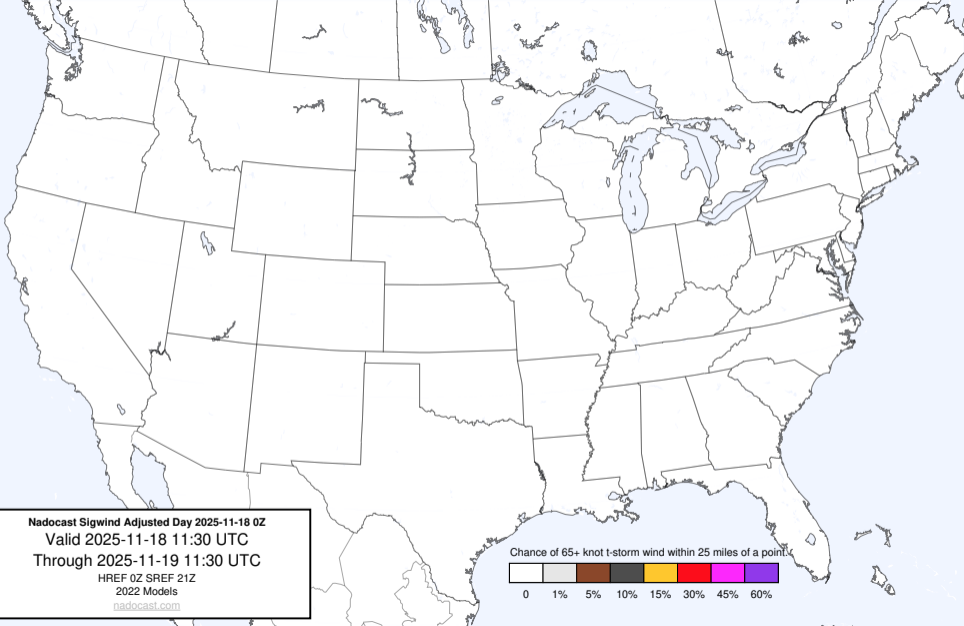 Nadocast Sigwind Adjusted Day 2025-11-18 0Z
Valid 2025-11-18 11:30 UTC
Through 2025-11-19 11:30 UTC
HREF 0Z SREF 21Z
2022 Models
nadocast.com
Chance of 65+ knot t-storm wind within 25 miles of a point.
0 1% 5% 10% 15% 30% 45% 60%